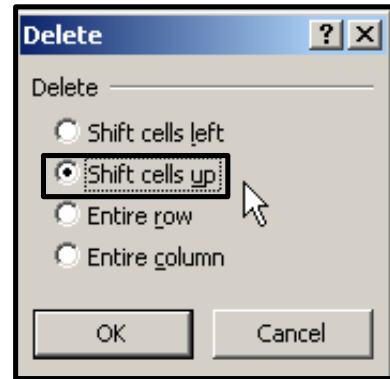 Delete ? ×
Delete
Shift cells left
Shift cells up
Entire row
Entire column
OK Cancel